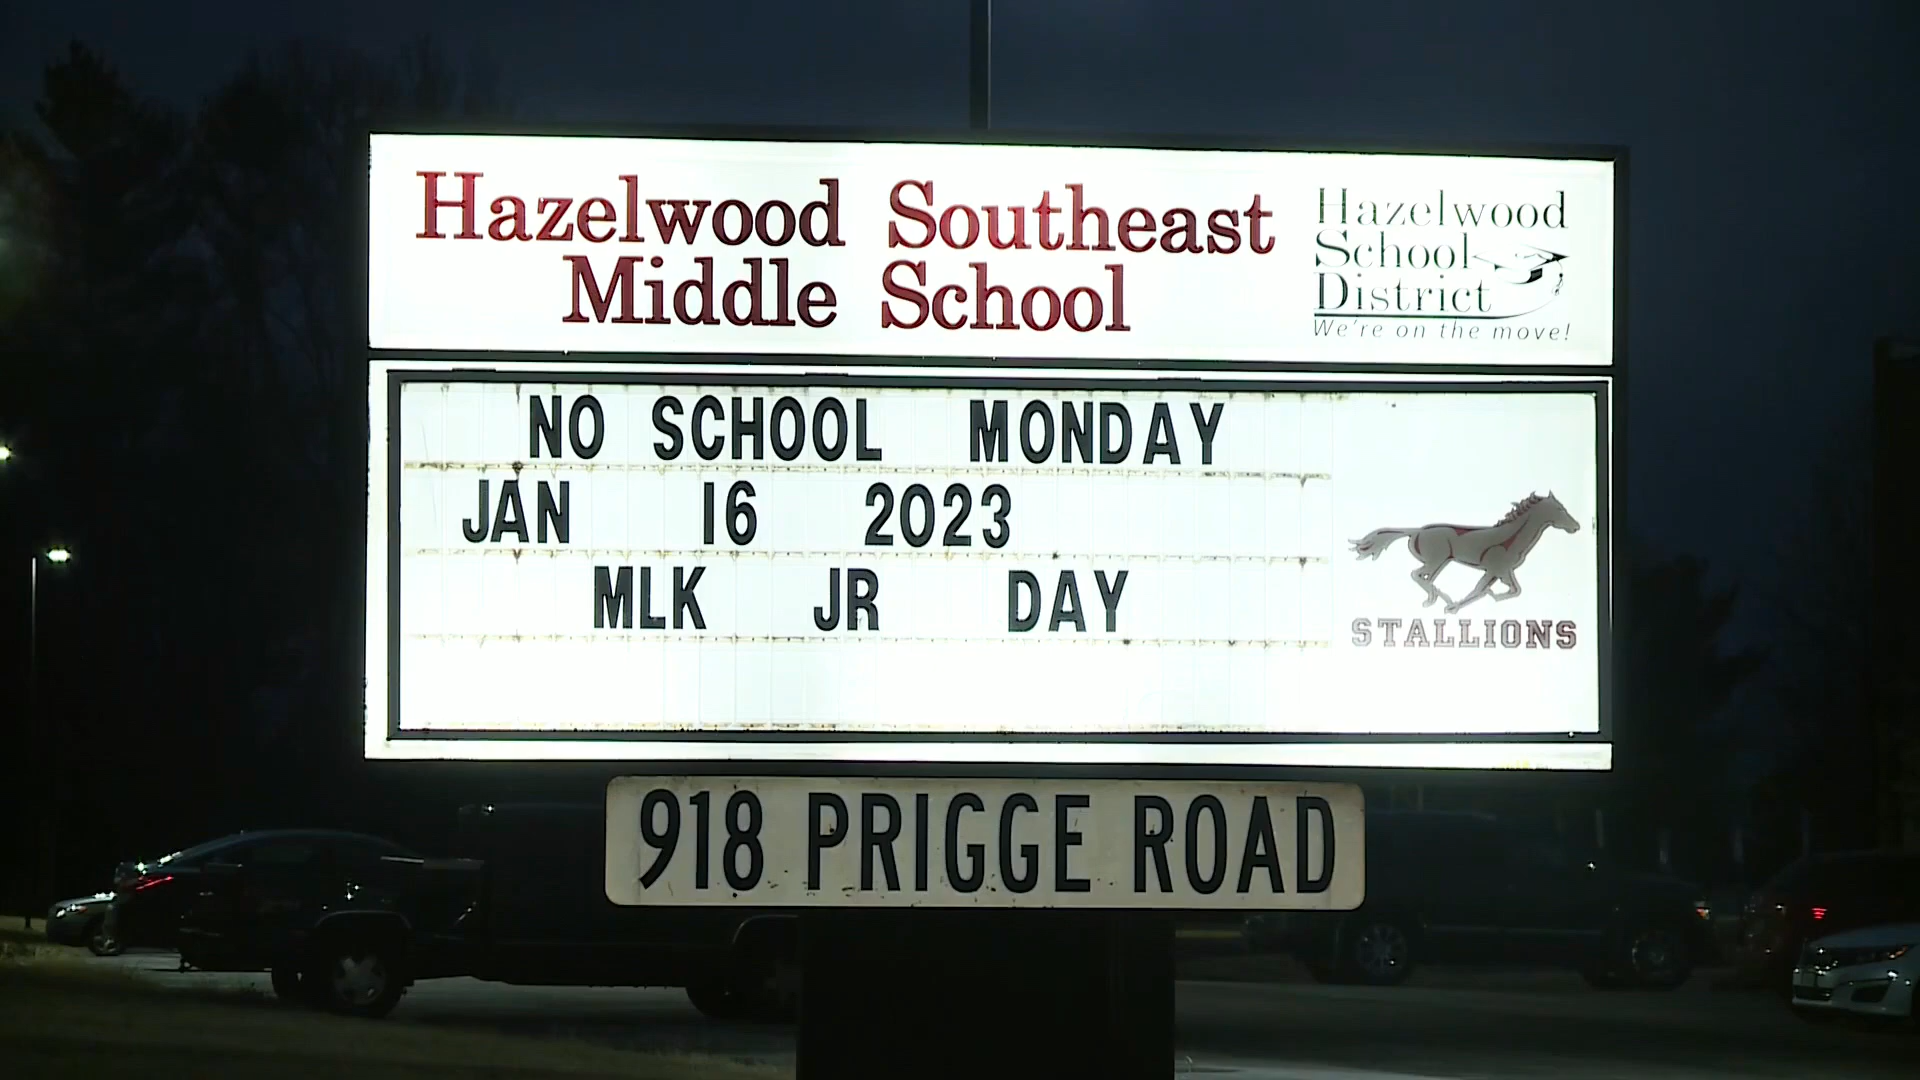 Hazelwood Southeast
Middle School
Hazelwood
School
District
We're on the move!
NO SCHOOL MONDAY
JAN 16 2023
MLK JR DAY
STALLIONS
918 PRIGGE ROAD